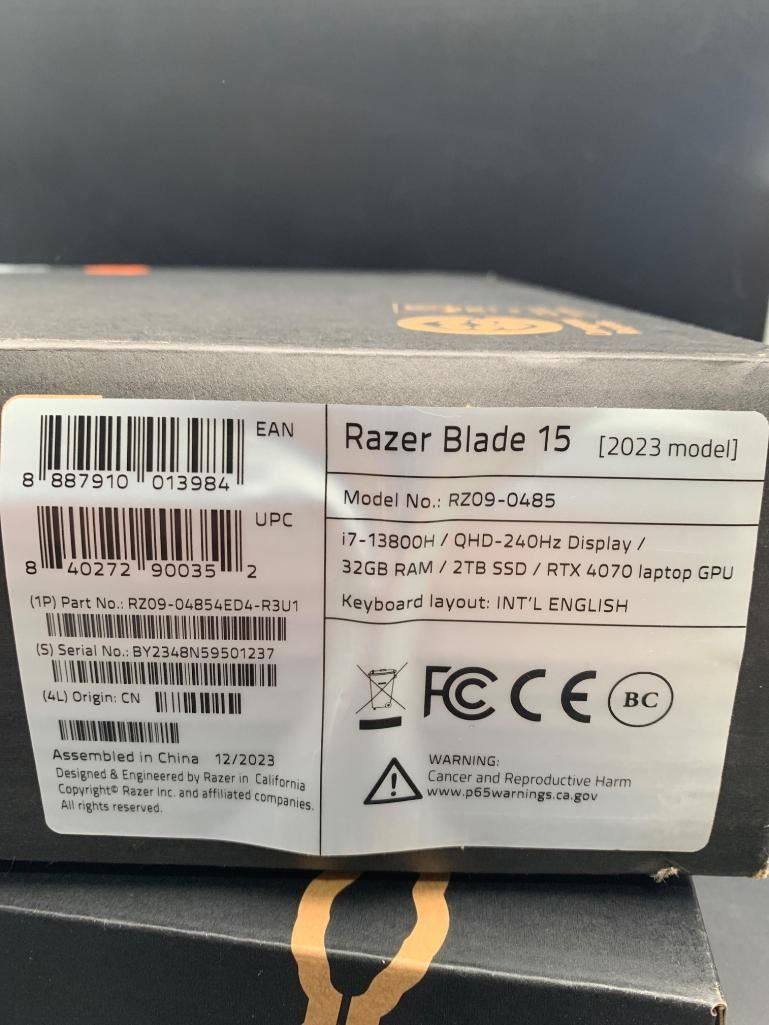 EAN
8 887910 013984
UPC
8 40272 90035 2
(1P) Part No.: RZ09-04854ED4-R3U1
(S) Serial No.: BY2348N59501237
(4L) Origin: CN
Assembled in China 12/2023
Designed & Engineered by Razer in California
Copyright© Razer Inc. and affiliated companies.
All rights reserved.
Razer Blade 15 [2023 model]
Model No.: RZ09-0485
i7-13800H / QHD-240Hz Display /
32GB RAM / 2TB SSD / RTX 4070 laptop GPU
Keyboard layout: INT'L ENGLISH
FC CE BC
WARNING:
Cancer and Reproductive Harm
www.p65warnings.ca.gov